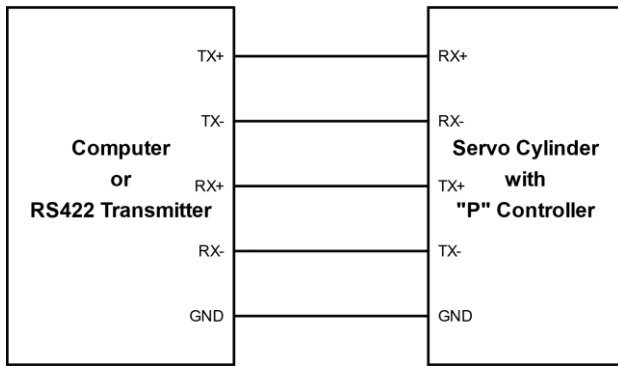 TX+
RX+
TX-
RX-
Computer
or
RS422 Transmitter
Servo Cylinder
with
"P" Controller
RX+
TX+
RX-
TX-
GND
GND